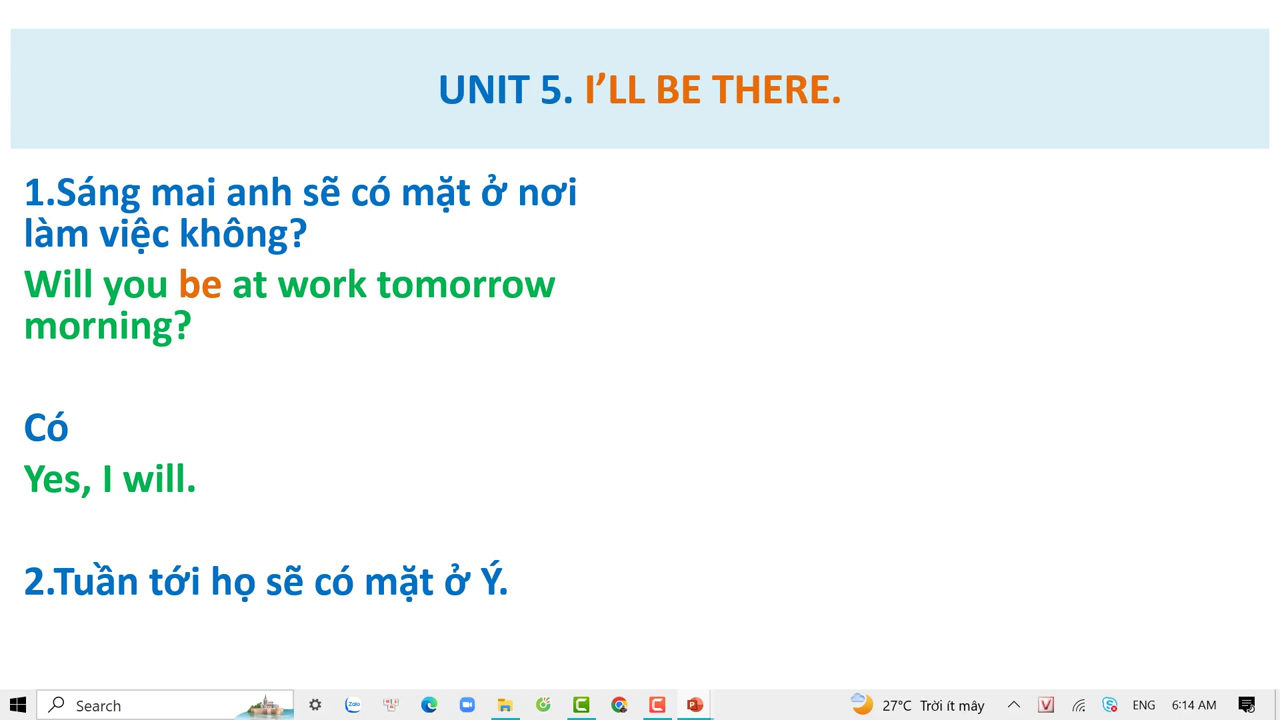 UNIT 5. I’LL BE THERE.
1.Sáng mai anh sẽ có mặt ở nơi
làm việc không?
Will you be at work tomorrow
morning?
Có
Yes, I will.
2.Tuần tới họ sẽ có mặt ở Ý.
Search
Zalo
27°C Trời ít mây
ENG
6:14 AM